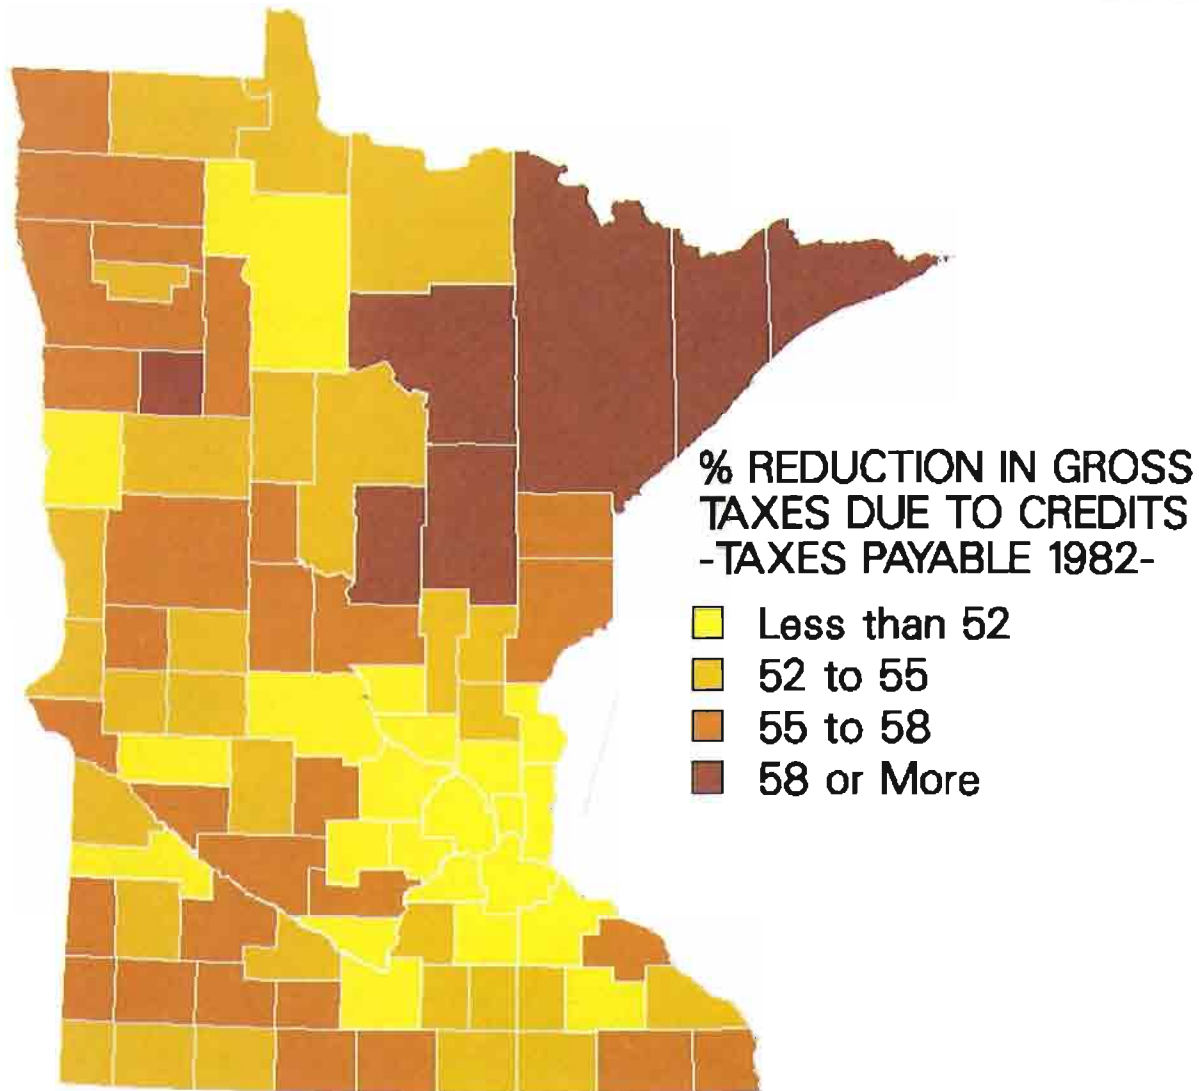 % REDUCTION IN GROSS
TAXES DUE TO CREDITS
-TAXES PAYABLE 1982-
Less than 52
52 to 55
55 to 58
58 or More